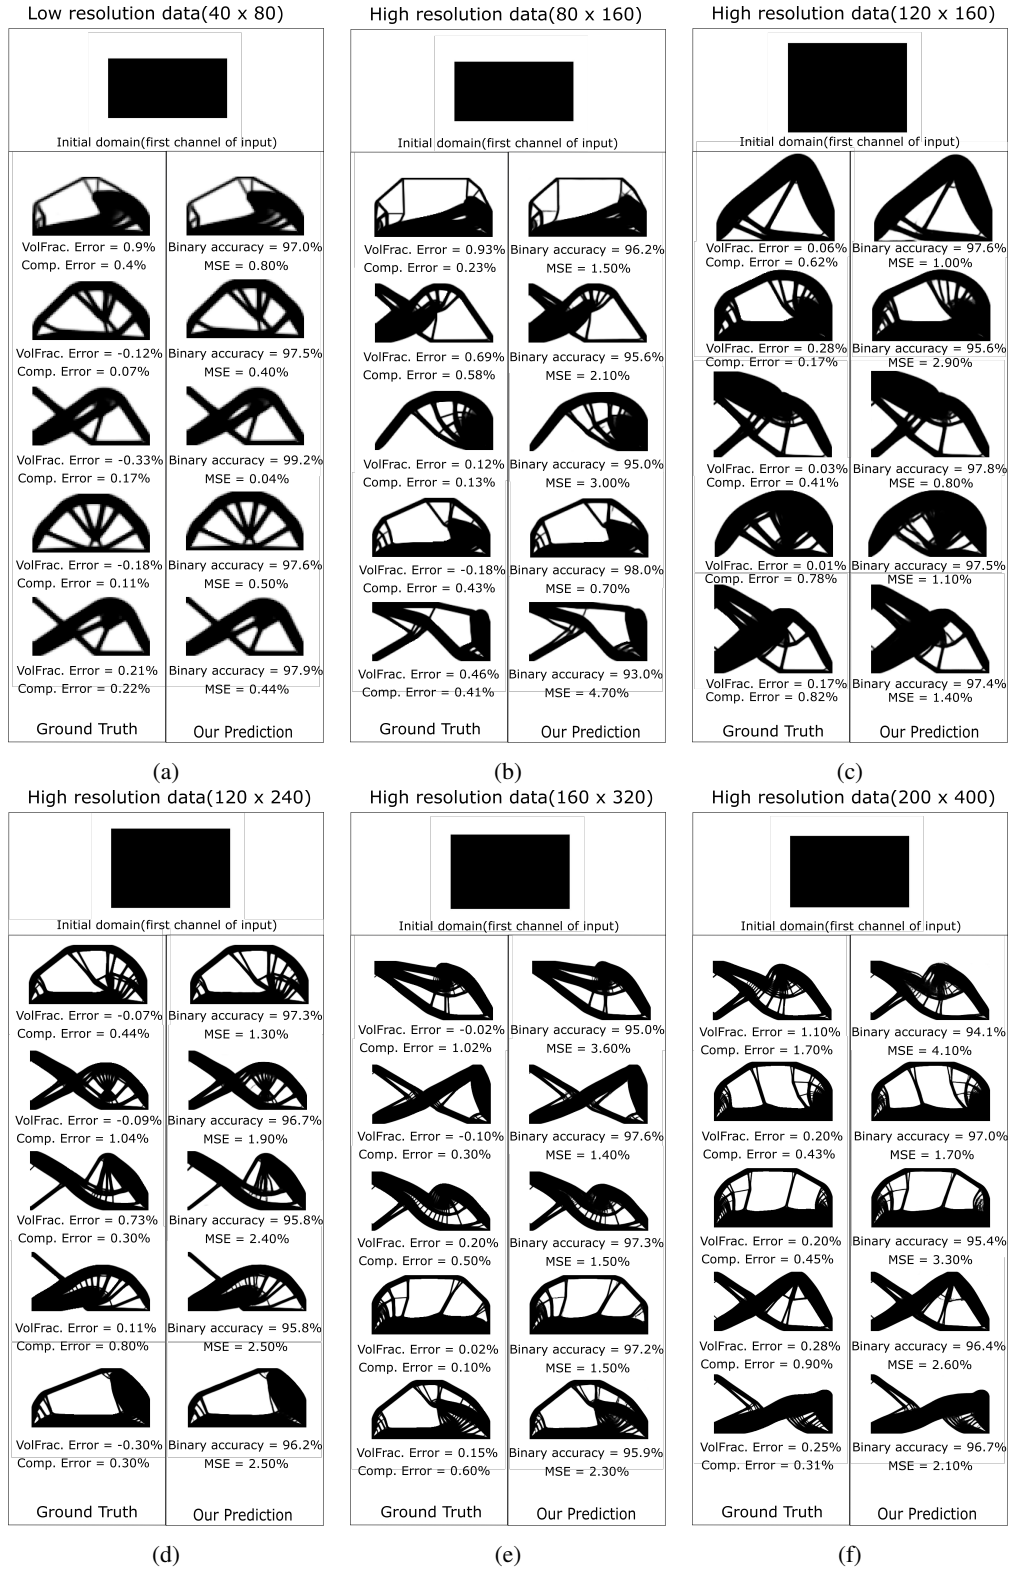 Low resolution data(40 x 80)
Initial domain(first channel of input)
VolFrac. Error = 0.9% Binary accuracy = 97.0%
Comp. Error = 0.4% MSE = 0.80%
VolFrac. Error = -0.12% Binary accuracy = 97.5%
Comp. Error = 0.07% MSE = 0.40%
VolFrac. Error = -0.33% Binary accuracy = 99.2%
Comp. Error = 0.17% MSE = 0.04%
VolFrac. Error = -0.18% Binary accuracy = 97.6%
Comp. Error = 0.11% MSE = 0.50%
VolFrac. Error = 0.21% Binary accuracy = 97.9%
Comp. Error = 0.22% MSE = 0.44%
Ground Truth Our Prediction
(a)
High resolution data(80 x 160)
Initial domain(first channel of input)
VolFrac. Error = 0.93% Binary accuracy = 96.2%
Comp. Error = 0.23% MSE = 1.50%
VolFrac. Error = 0.69% Binary accuracy = 95.6%
Comp. Error = 0.58% MSE = 2.10%
VolFrac. Error = 0.12% Binary accuracy = 95.0%
Comp. Error = 0.13% MSE = 3.00%
VolFrac. Error = -0.18% Binary accuracy = 98.0%
Comp. Error = 0.43% MSE = 0.70%
VolFrac. Error = 0.46% Binary accuracy = 93.0%
Comp. Error = 0.41% MSE = 4.70%
Ground Truth Our Prediction
(b)
High resolution data(120 x 160)
Initial domain(first channel of input)
VolFrac. Error = 0.06% Binary accuracy = 97.6%
Comp. Error = 0.62% MSE = 1.00%
VolFrac. Error = 0.28% Binary accuracy = 95.6%
Comp. Error = 0.17% MSE = 2.90%
VolFrac. Error = 0.03% Binary accuracy = 97.8%
Comp. Error = 0.41% MSE = 0.80%
VolFrac. Error = 0.01% Binary accuracy = 97.5%
Comp. Error = 0.78% MSE = 1.10%
VolFrac. Error = 0.17% Binary accuracy = 97.4%
Comp. Error = 0.82% MSE = 1.40%
Ground Truth Our Prediction
(c)
High resolution data(120 x 240)
Initial domain(first channel of input)
VolFrac. Error = -0.07% Binary accuracy = 97.3%
Comp. Error = 0.44% MSE = 1.30%
VolFrac. Error = -0.09% Binary accuracy = 96.7%
Comp. Error = 1.04% MSE = 1.90%
VolFrac. Error = 0.73% Binary accuracy = 95.8%
Comp. Error = 0.30% MSE = 2.40%
VolFrac. Error = 0.11% Binary accuracy = 95.8%
Comp. Error = 0.80% MSE = 2.50%
VolFrac. Error = -0.30% Binary accuracy = 96.2%
Comp. Error = 0.30% MSE = 2.50%
Ground Truth Our Prediction
(d)
High resolution data(160 x 320)
Initial domain(first channel of input)
VolFrac. Error = -0.02% Binary accuracy = 95.0%
Comp. Error = 1.02% MSE = 3.60%
VolFrac. Error = -0.10% Binary accuracy = 97.6%
Comp. Error = 0.30% MSE = 1.40%
VolFrac. Error = 0.20% Binary accuracy = 97.3%
Comp. Error = 0.50% MSE = 1.50%
VolFrac. Error = 0.02% Binary accuracy = 97.2%
Comp. Error = 0.10% MSE = 1.50%
VolFrac. Error = 0.15% Binary accuracy = 95.9%
Comp. Error = 0.60% MSE = 2.30%
Ground Truth Our Prediction
(e)
High resolution data(200 x 400)
Initial domain(first channel of input)
VolFrac. Error = 1.10% Binary accuracy = 94.1%
Comp. Error = 1.70% MSE = 4.10%
VolFrac. Error = 0.20% Binary accuracy = 97.0%
Comp. Error = 0.43% MSE = 1.70%
VolFrac. Error = 0.20% Binary accuracy = 95.4%
Comp. Error = 0.45% MSE = 3.30%
VolFrac. Error = 0.28% Binary accuracy = 96.4%
Comp. Error = 0.90% MSE = 2.60%
VolFrac. Error = 0.25% Binary accuracy = 96.7%
Comp. Error = 0.31% MSE = 2.10%
Ground Truth Our Prediction
(f)